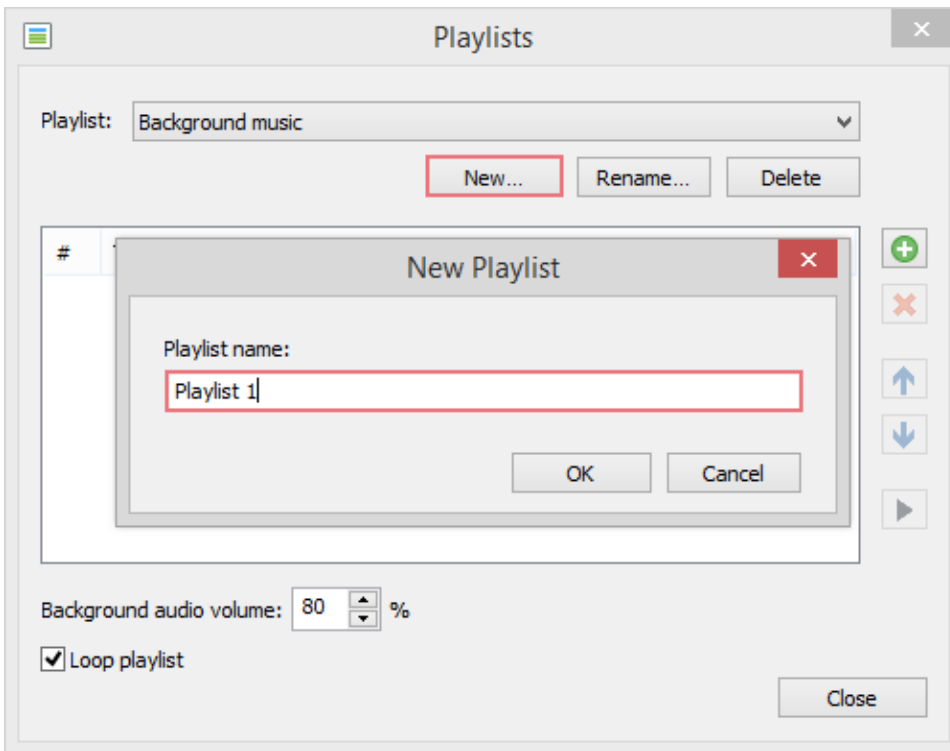 Playlists
Playlist: Background music
New... Rename... Delete
#
New Playlist
Playlist name:
Playlist 1
OK Cancel
Background audio volume: 80 %
Loop playlist
Close